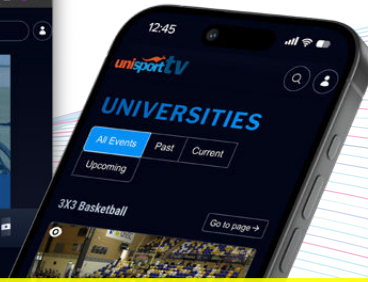 12:45
unisport tv
UNIVERSITIES
All Events Past Current
Upcoming
3X3 Basketball
Go to page →